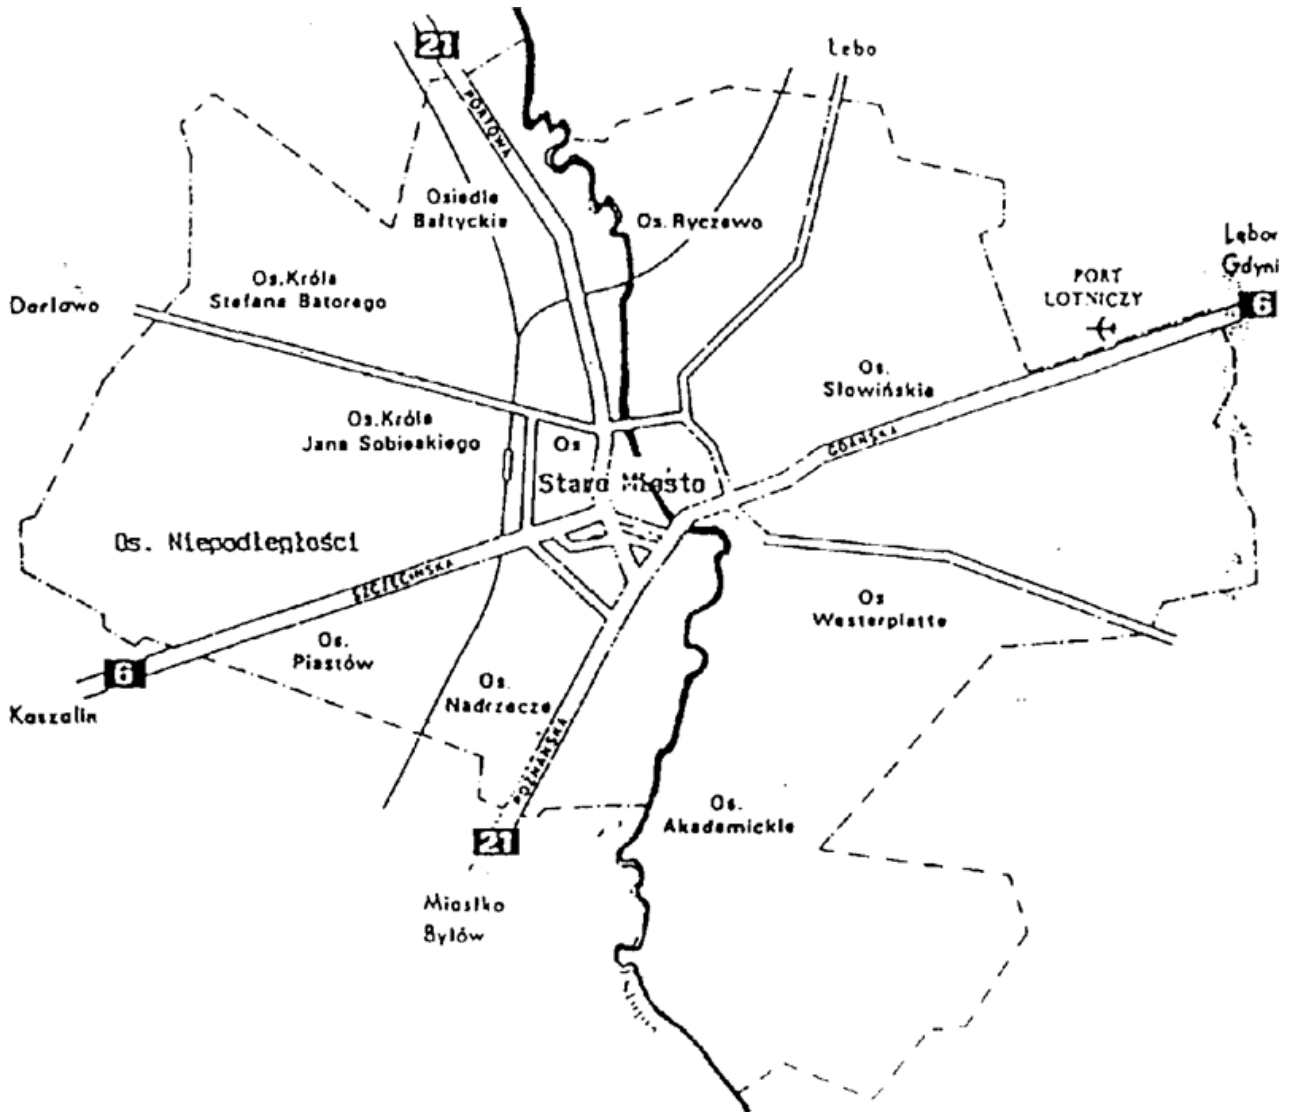 21
Łebo
PORTOWA
Osiedle
Bałtyckie
Os. Ryczewo
Lębor
Gdyni
Os. Króla
Stefana Batorego
PORT
LOTNICZY
Darłowo
6
Os.
Słowińskie
Os. Króla
Jana Sobieskiego
Os
GDAŃSKA
Stare Miasto
Os. Niepodległości
SZCZECIŃSKA
Os
Westerplatte
Os.
Piastów
6
Os.
Nadrzecze
Koszalin
POZNAŃSKA
Os.
Akademickie
21
Miastko
Bytów